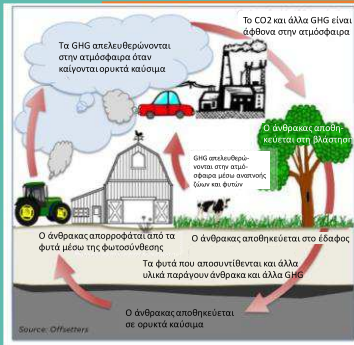 Το CO2 και άλλα GHG είναι
άφθονα στην ατμόσφαιρα
Τα GHG απελευθερώνονται
στην ατμόσφαιρα όταν
καίγονται ορυκτά καύσιμα
Ο άνθρακας αποθη-
κεύεται στη βλάστηση
GHG απελευθερώ-
νονται στην ατμό-
σφαιρα μέσω αναπνοής
ζώων και φυτών
Ο άνθρακας απορροφάται από τα
φυτά μέσω της φωτοσύνθεσης
Ο άνθρακας αποθηκεύεται στο έδαφος
Τα φυτά που αποσυντίθενται και άλλα
υλικά παράγουν άνθρακα και άλλα GHG
Ο άνθρακας αποθηκεύεται
σε ορυκτά καύσιμα
Source: Offsetters